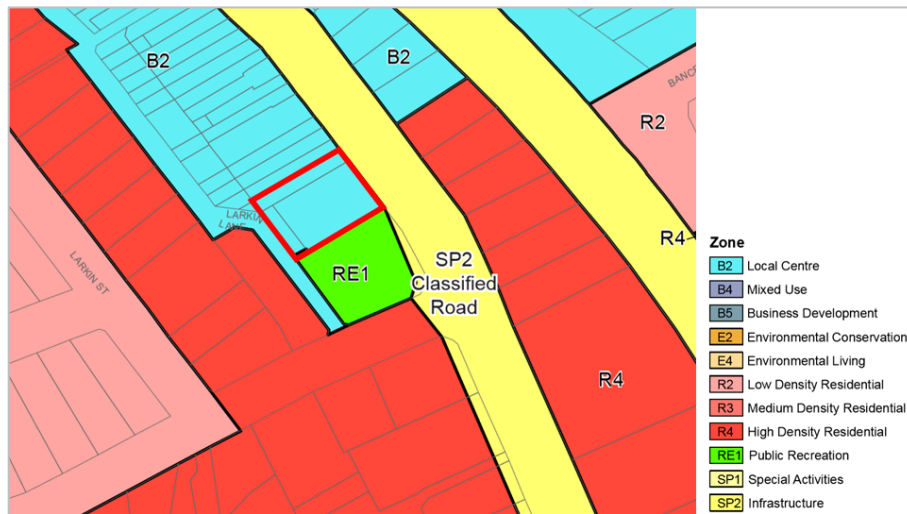 B2
B2
BANCR
R2
LARKIN
LANE
LARKIN ST
RE1
SP2
Classified
Road
R4
R4
Zone
B2 Local Centre
B4 Mixed Use
B5 Business Development
E2 Environmental Conservation
E4 Environmental Living
R2 Low Density Residential
R3 Medium Density Residential
R4 High Density Residential
RE1 Public Recreation
SP1 Special Activities
SP2 Infrastructure